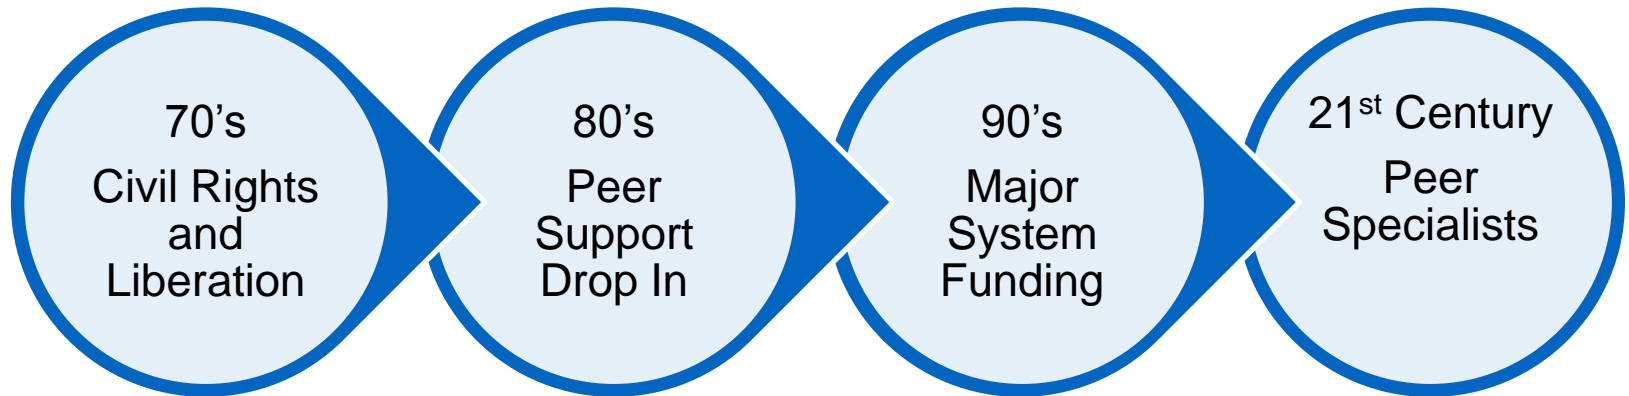 70’s
Civil Rights
and
Liberation
80’s
Peer
Support
Drop In
90’s
Major
System
Funding
21st Century
Peer
Specialists